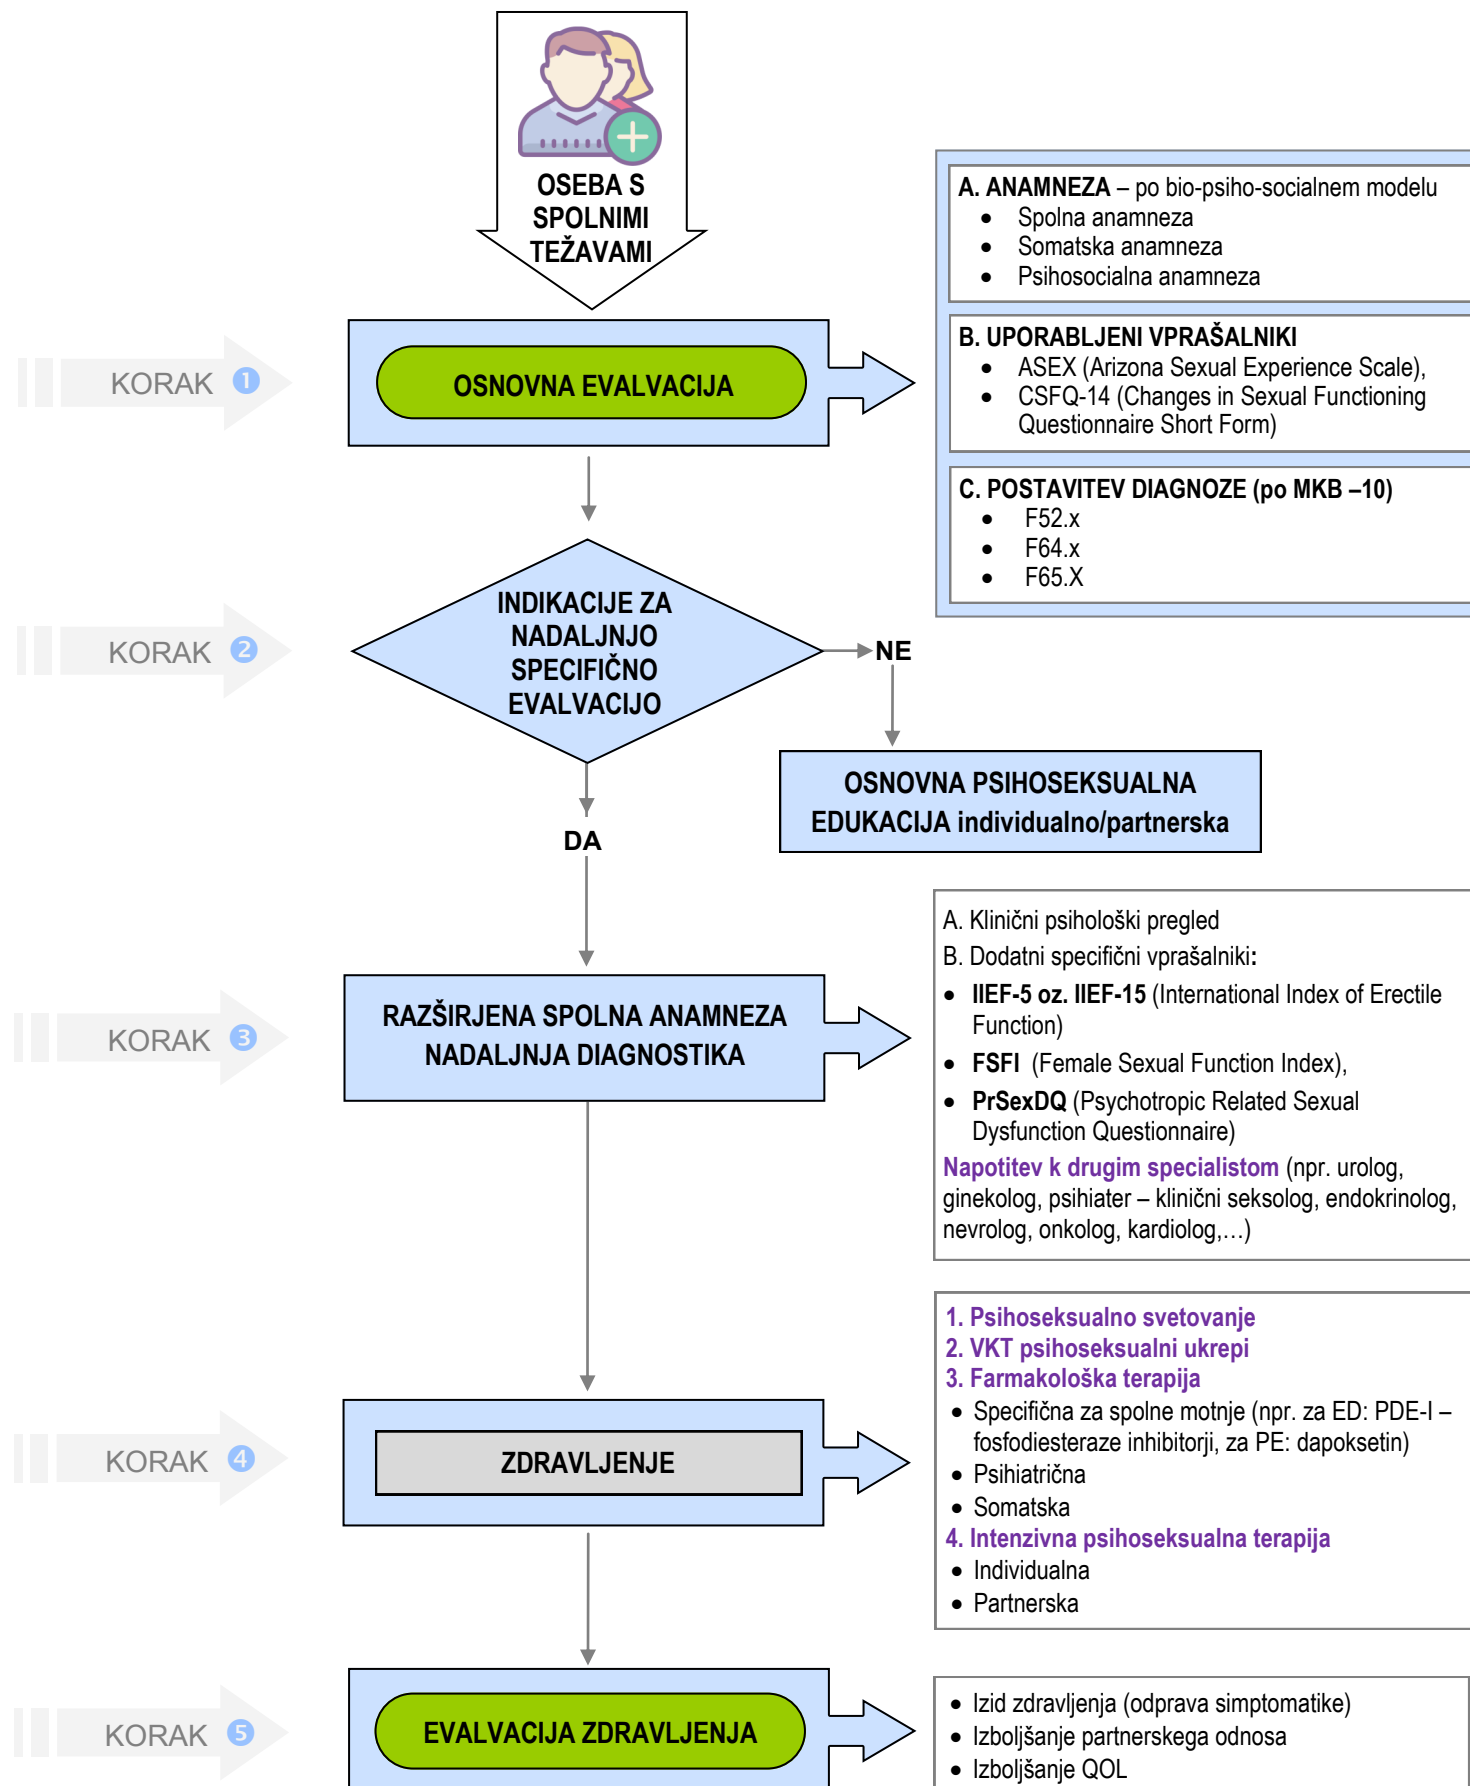 OSEBA S
SPOLNIMI
TEŽAVAMI
KORAK 1
OSNOVNA EVALVACIJA
A. ANAMNEZA – po bio-psiho-socialnem modelu
• Spolna anamneza
• Somatska anamneza
• Psihosocialna anamneza
B. UPORABLJENI VPRAŠALNIKI
• ASEX (Arizona Sexual Experience Scale),
• CSFQ-14 (Changes in Sexual Functioning
Questionnaire Short Form)
C. POSTAVITEV DIAGNOZE (po MKB –10)
• F52.x
• F64.x
• F65.X
KORAK 2
INDIKACIJE ZA
NADALJNJO
SPECIFIČNO
EVALVACIJO
NE
OSNOVNA PSIHOSEKSUALNA
EDUKACIJA individualno/partnerska
DA
KORAK 3
RAZŠIRJENA SPOLNA ANAMNEZA
NADALJNJA DIAGNOSTIKA
A. Klinični psihološki pregled
B. Dodatni specifični vprašalniki:
• IIEF-5 oz. IIEF-15 (International Index of Erectile
Function)
• FSFI (Female Sexual Function Index),
• PrSexDQ (Psychotropic Related Sexual
Dysfunction Questionnaire)
Napotitev k drugim specialistom (npr. urolog,
ginekolog, psihiater – klinični seksolog, endokrinolog,
nevrolog, onkolog, kardiolog,…)
KORAK 4
ZDRAVLJENJE
1. Psihoseksualno svetovanje
2. VKT psihoseksualni ukrepi
3. Farmakološka terapija
• Specifična za spolne motnje (npr. za ED: PDE-I –
fosfodiesteraze inhibitorji, za PE: dapoksetin)
• Psihiatrična
• Somatska
4. Intenzivna psihoseksualna terapija
• Individualna
• Partnerska
KORAK 5
EVALVACIJA ZDRAVLJENJA
• Izid zdravljenja (odprava simptomatike)
• Izboljšanje partnerskega odnosa
• Izboljšanje QOL